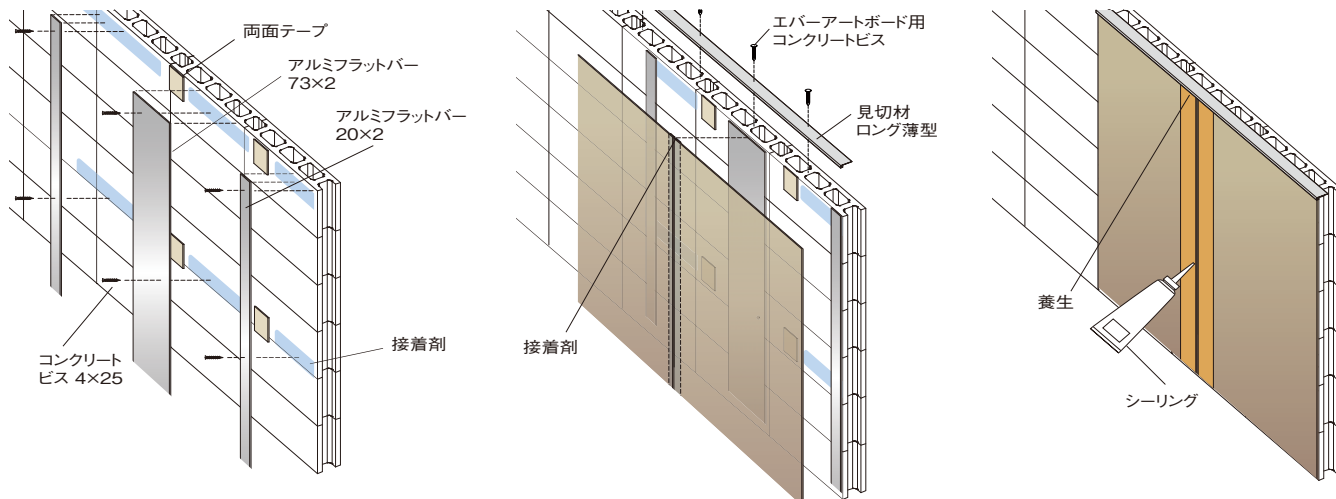 両面テープ
アルミフラットバー
73×2
アルミフラットバー
20×2
コンクリート
ビス 4×25
接着剤
エバーアートボード用
コンクリートビス
見切材
ロング薄型
接着剤
養生
シーリング